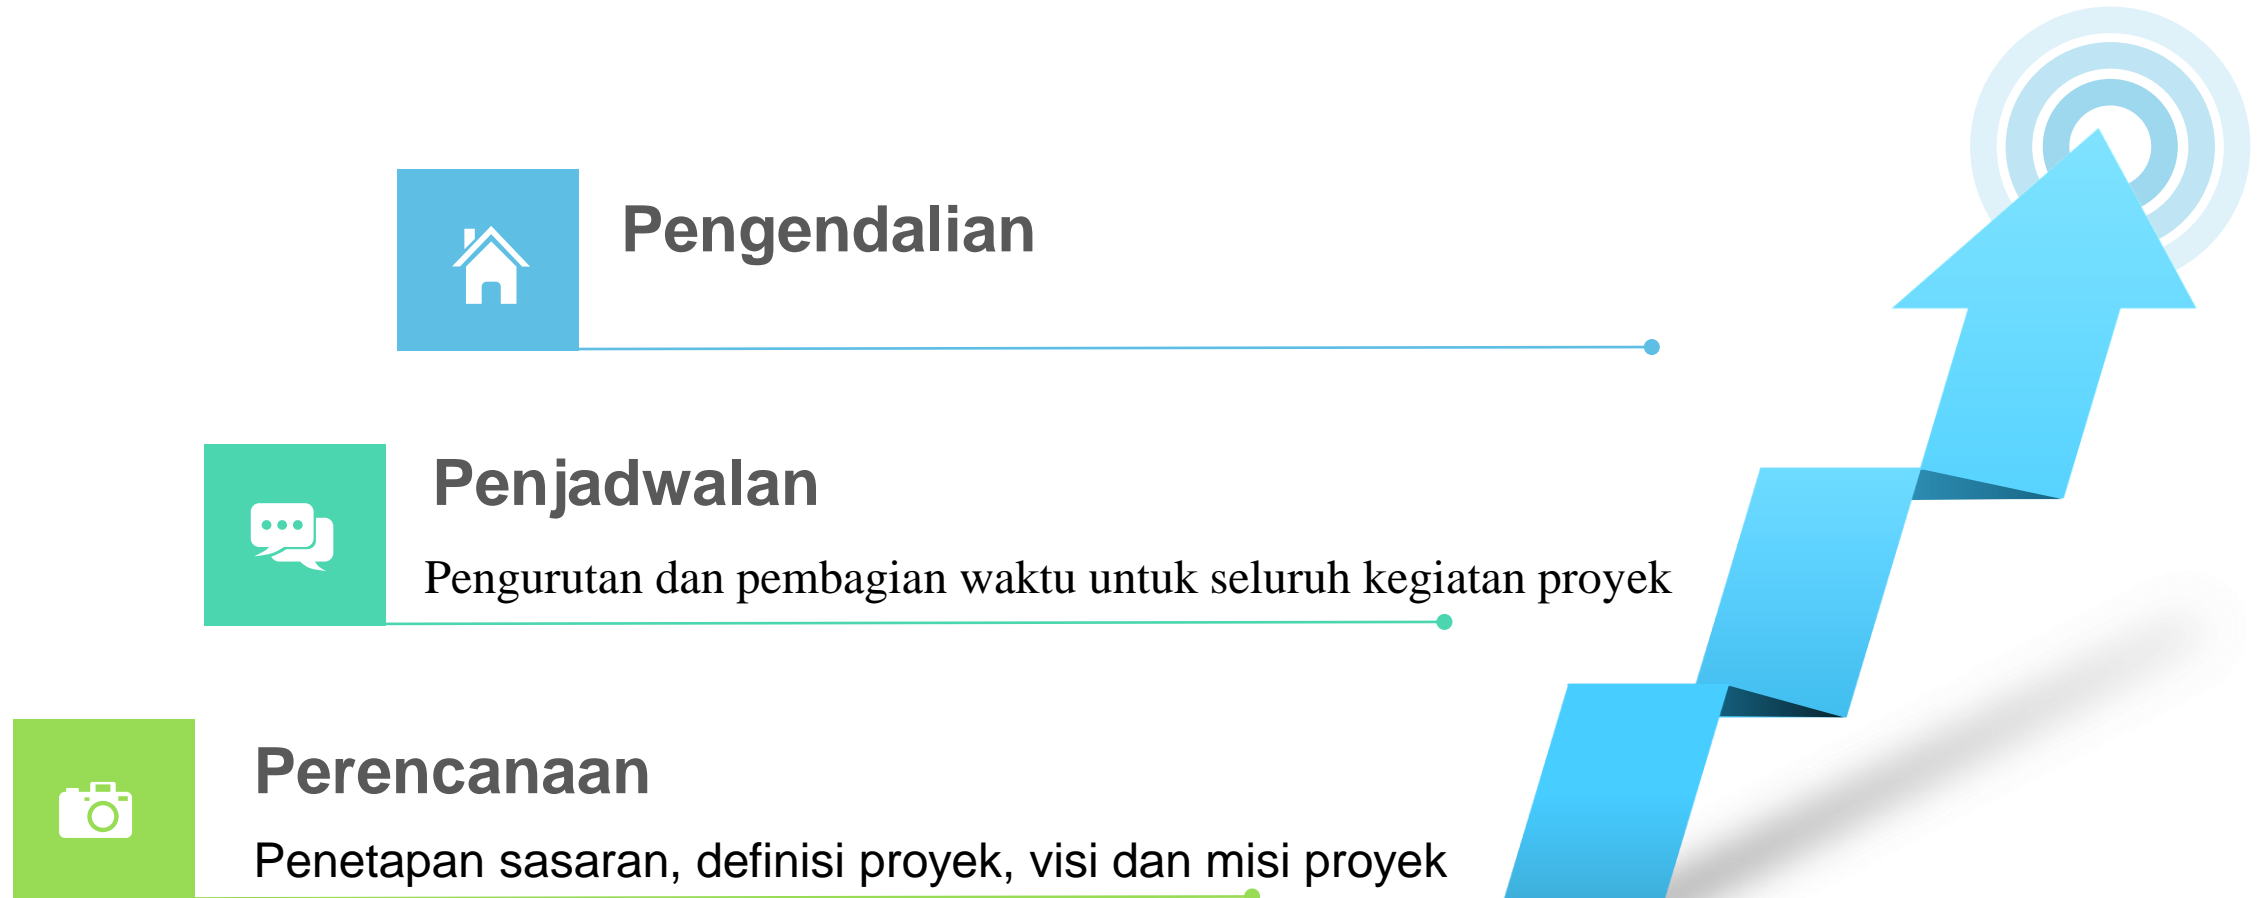 Pengendalian
Penjadwalan
Pengurutan dan pembagian waktu untuk seluruh kegiatan proyek
Perencanaan
Penetapan sasaran, definisi proyek, visi dan misi proyek